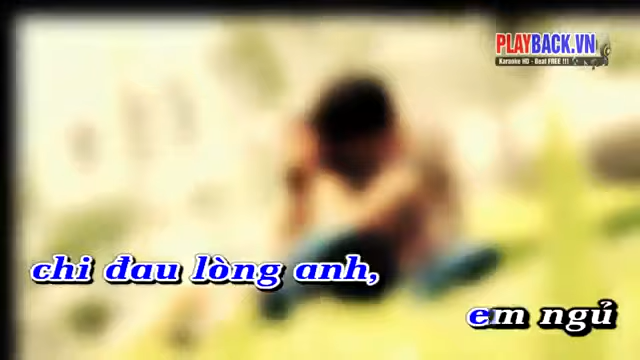 PLAYBACK.VN
Karaoke HD - Beat FREE !!!
chi đau lòng anh,
em ngủ